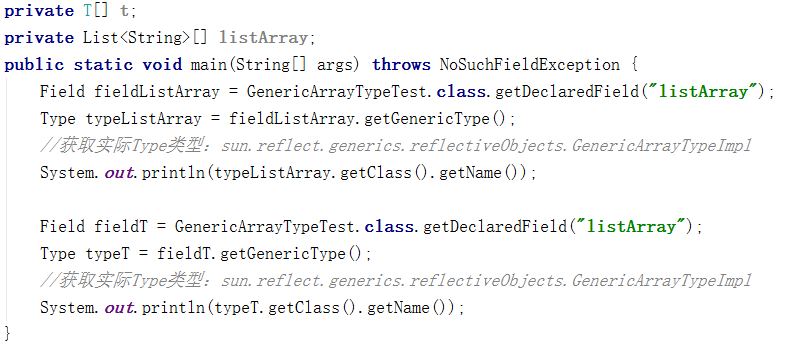 private T[] t;
private List<String>[] listArray;
public static void main(String[] args) throws NoSuchFieldException {
Field fieldListArray = GenericArrayTypeTest.class.getDeclaredField("listArray");
Type typeListArray = fieldListArray.getGenericType();
//获取实际Type类型：sun.reflect.generics.reflectiveObjects.GenericArrayTypeImpl
System.out.println(typeListArray.getClass().getName());
Field fieldT = GenericArrayTypeTest.class.getDeclaredField("listArray");
Type typeT = fieldT.getGenericType();
//获取实际Type类型：sun.reflect.generics.reflectiveObjects.GenericArrayTypeImpl
System.out.println(typeT.getClass().getName());
}